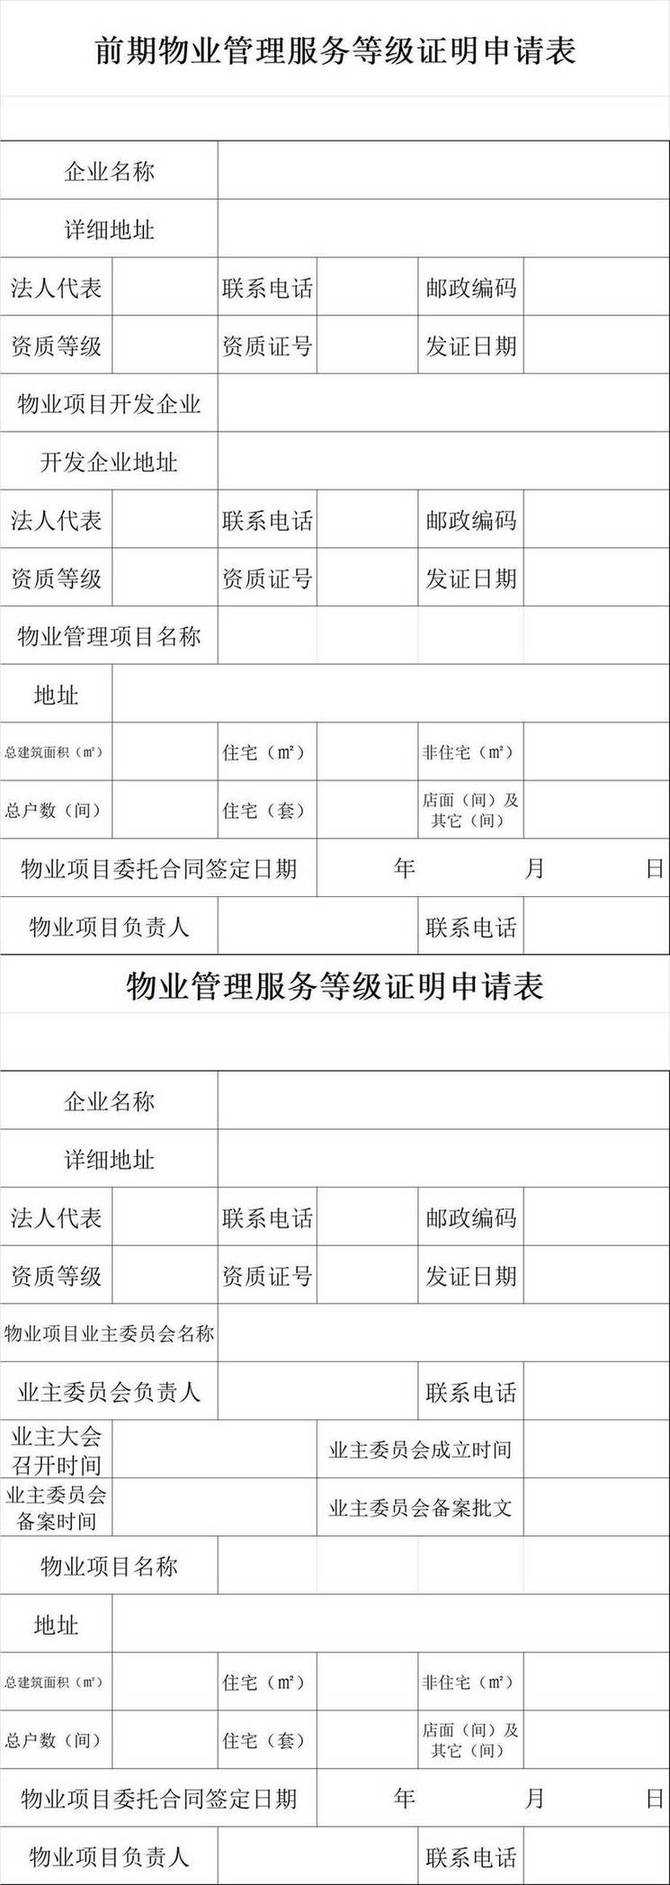 前期物业管理服务等级证明申请表
企业名称
详细地址
法人代表 联系电话 邮政编码
资质等级 资质证号 发证日期
物业项目开发企业
开发企业地址
法人代表 联系电话 邮政编码
资质等级 资质证号 发证日期
物业管理项目名称
地址
总建筑面积（㎡） 住宅（㎡） 非住宅（㎡）
总户数（间） 住宅（套） 店面（间）及
其它（间）
物业项目委托合同签定日期 年 月 日
物业项目负责人 联系电话
物业管理服务等级证明申请表
企业名称
详细地址
法人代表 联系电话 邮政编码
资质等级 资质证号 发证日期
物业项目业主委员会名称
业主委员会负责人 联系电话
业主大会
召开时间 业主委员会成立时间
业主委员会
备案时间 业主委员会备案批文
物业项目名称
地址
总建筑面积（㎡） 住宅（㎡） 非住宅（㎡）
总户数（间） 住宅（套） 店面（间）及
其它（间）
物业项目委托合同签定日期 年 月 日
物业项目负责人 联系电话